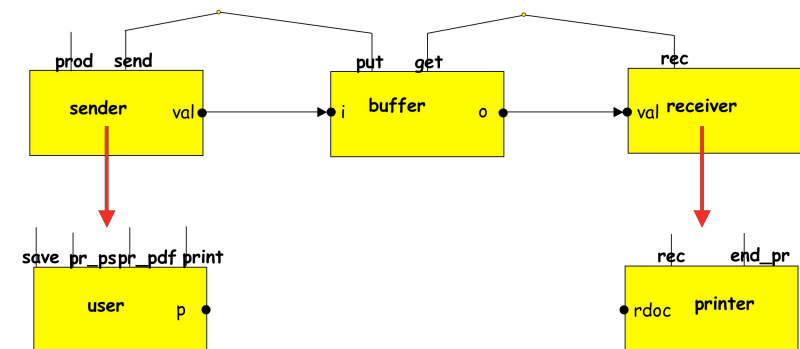 prod send put get rec
sender val i buffer o val receiver
save pr_ps pr_pdf print rec end_pr
user p rdoc printer